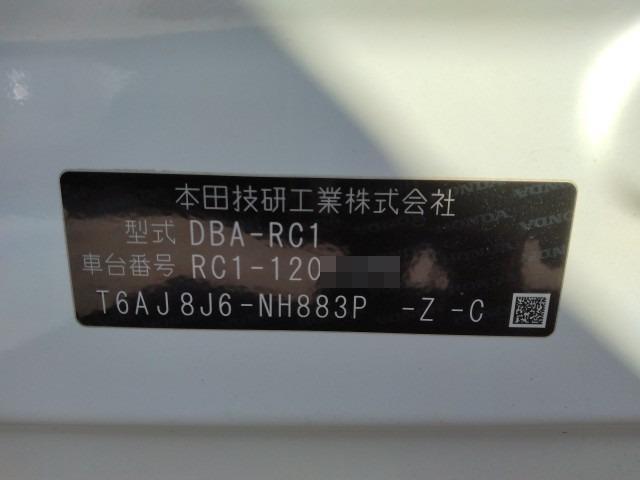 本田技研工業株式会社
型式 DBA-RC1
車台番号 RC1-120
T6AJ8J6-NH883P -Z -C